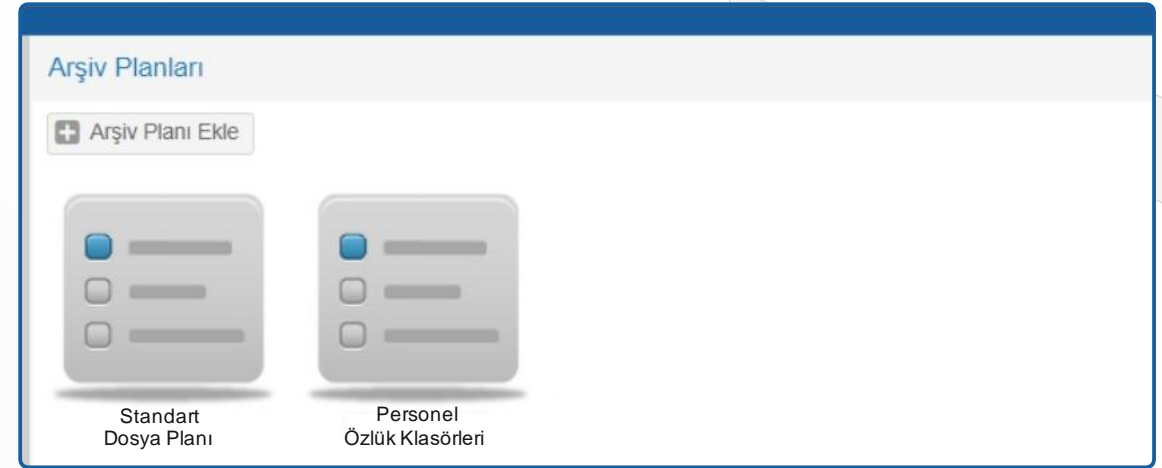 Arşiv Planları
Arşiv Planı Ekle
Standart
Dosya Planı
Personel
Özlük Klasörleri